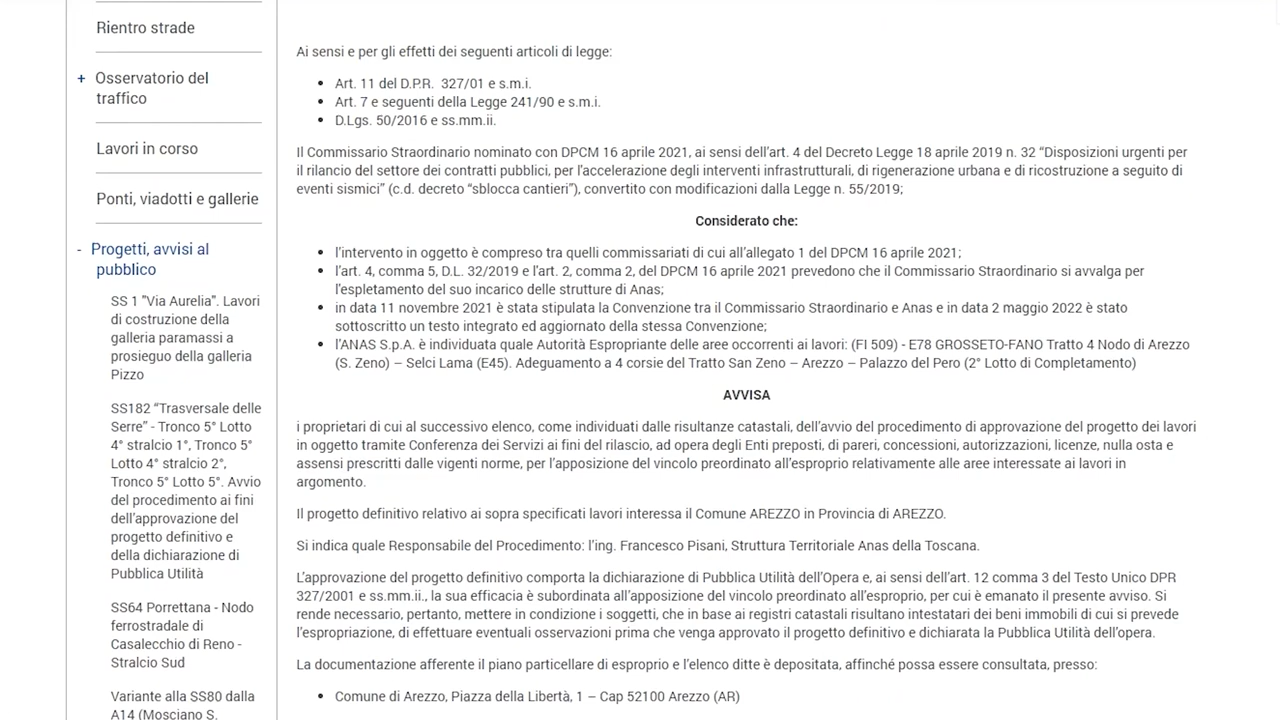 Rientro strade
+ Osservatorio del
traffico
Lavori in corso
Ponti, viadotti e gallerie
- Progetti, avvisi al
pubblico
SS 1 "Via Aurelia". Lavori
di costruzione della
galleria paramassi a
prosieguo della galleria
Pizzo
SS182 “Trasversale delle
Serre” - Tronco 5° Lotto
4° stralcio 1°, Tronco 5°
Lotto 4° stralcio 2°,
Tronco 5° Lotto 5°. Avvio
del procedimento ai fini
dell’approvazione del
progetto definitivo e
della dichiarazione di
Pubblica Utilità
SS64 Porrettana - Nodo
ferrostradale di
Casalecchio di Reno -
Stralcio Sud
Variante alla SS80 dalla
A14 (Mosciano S.
Ai sensi e per gli effetti dei seguenti articoli di legge:
• Art. 11 del D.P.R. 327/01 e s.m.i.
• Art. 7 e seguenti della Legge 241/90 e s.m.i.
• D.Lgs. 50/2016 e ss.mm.ii.
Il Commissario Straordinario nominato con DPCM 16 aprile 2021, ai sensi dell’art. 4 del Decreto Legge 18 aprile 2019 n. 32 “Disposizioni urgenti per
il rilancio del settore dei contratti pubblici, per l’accelerazione degli interventi infrastrutturali, di rigenerazione urbana e di ricostruzione a seguito di
eventi sismici” (c.d. decreto “sblocca cantieri”), convertito con modificazioni dalla Legge n. 55/2019;
Considerato che:
• l’intervento in oggetto è compreso tra quelli commissariati di cui all’allegato 1 del DPCM 16 aprile 2021;
• l’art. 4, comma 5, D.L. 32/2019 e l’art. 2, comma 2, del DPCM 16 aprile 2021 prevedono che il Commissario Straordinario si avvalga per
l’espletamento del suo incarico delle strutture di Anas;
• in data 11 novembre 2021 è stata stipulata la Convenzione tra il Commissario Straordinario e Anas e in data 2 maggio 2022 è stato
sottoscritto un testo integrato ed aggiornato della stessa Convenzione;
• l’ANAS S.p.A. è individuata quale Autorità Espropriante delle aree occorrenti ai lavori: (FI 509) - E78 GROSSETO-FANO Tratto 4 Nodo di Arezzo
(S. Zeno) – Selci Lama (E45). Adeguamento a 4 corsie del Tratto San Zeno – Arezzo – Palazzo del Pero (2° Lotto di Completamento)
AVVISA
i proprietari di cui al successivo elenco, come individuati dalle risultanze catastali, dell’avvio del procedimento di approvazione del progetto dei lavori
in oggetto tramite Conferenza dei Servizi ai fini del rilascio, ad opera degli Enti preposti, di pareri, concessioni, autorizzazioni, licenze, nulla osta e
assensi prescritti dalle vigenti norme, per l’apposizione del vincolo preordinato all’esproprio relativamente alle aree interessate ai lavori in
argomento.
Il progetto definitivo relativo ai sopra specificati lavori interessa il Comune AREZZO in Provincia di AREZZO.
Si indica quale Responsabile del Procedimento: l’ing. Francesco Pisani, Struttura Territoriale Anas della Toscana.
L’approvazione del progetto definitivo comporta la dichiarazione di Pubblica Utilità dell’Opera e, ai sensi dell’art. 12 comma 3 del Testo Unico DPR
327/2001 e ss.mm.ii., la sua efficacia è subordinata all’apposizione del vincolo preordinato all’esproprio, per cui è emanato il presente avviso. Si
rende necessario, pertanto, mettere in condizione i soggetti, che in base ai registri catastali risultano intestatari dei beni immobili di cui si prevede
l’espropriazione, di effettuare eventuali osservazioni prima che venga approvato il progetto definitivo e dichiarata la Pubblica Utilità dell’opera.
La documentazione afferente il piano particellare di esproprio e l’elenco ditte è depositata, affinché possa essere consultata, presso:
• Comune di Arezzo, Piazza della Libertà, 1 – Cap 52100 Arezzo (AR)